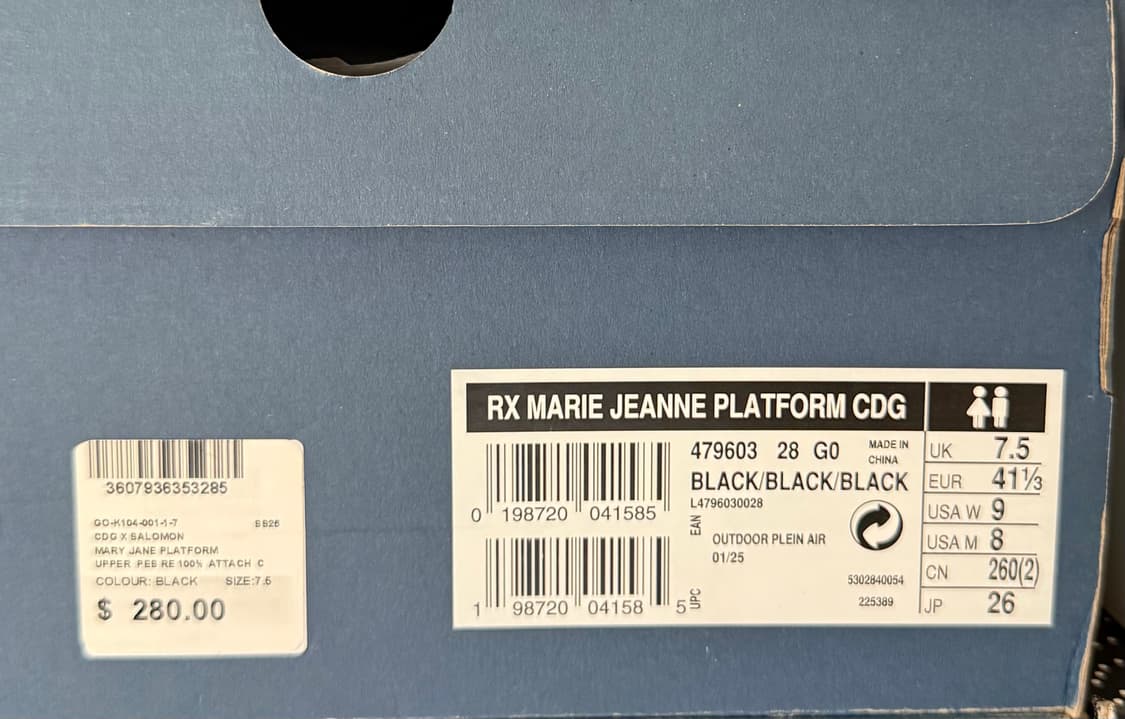 3607936353285
GO-K104-001-1-7 BB26
CDG X SALOMON
MARY JANE PLATFORM
UPPER :PEB RE 100% ATTACH C
COLOUR: BLACK SIZE:7.5
$ 280.00
RX MARIE JEANNE PLATFORM CDG
479603 28 G0 MADE IN CHINA
BLACK/BLACK/BLACK
L4796030028
0 198720 041585
EAN
OUTDOOR PLEIN AIR
01/25
5302840054
225389
1 98720 04158 5
UPC
UK 7.5
EUR 41⅓
USA W 9
USA M 8
CN 260(2)
JP 26